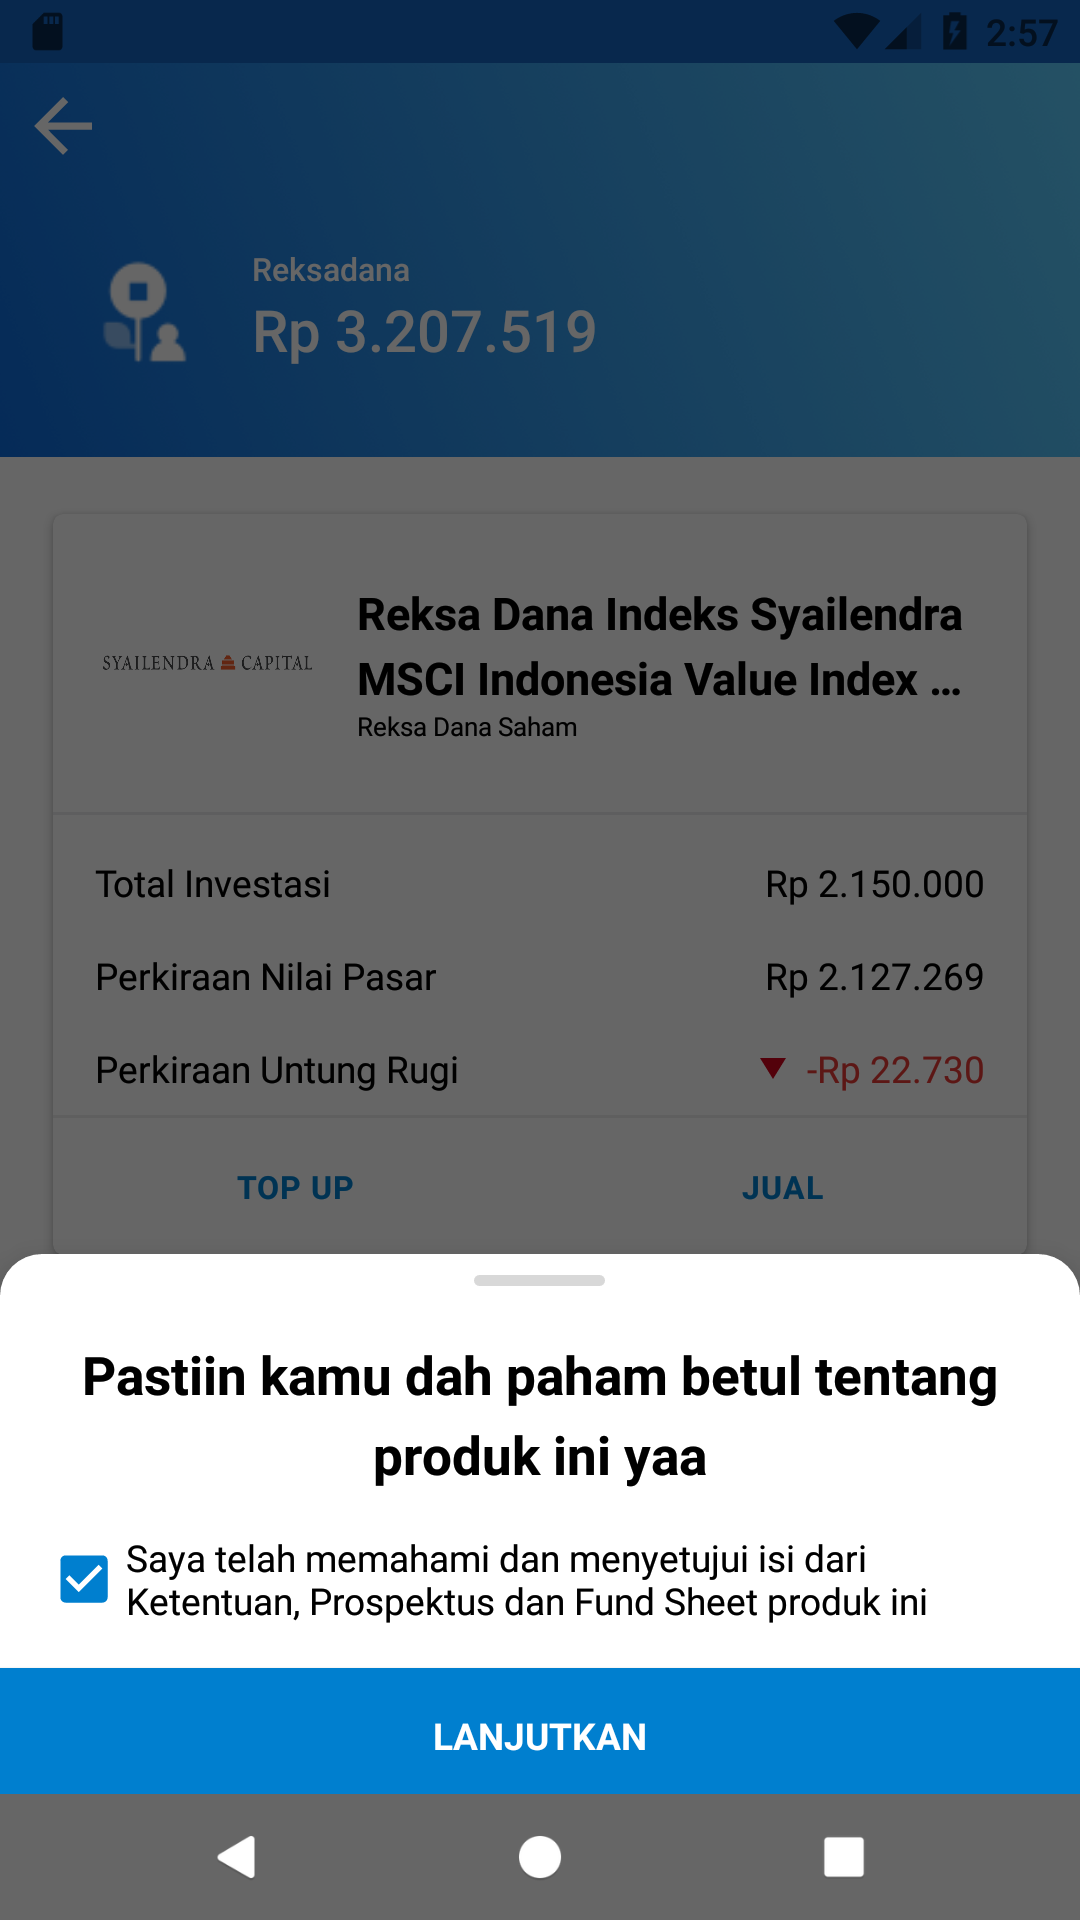 2:57
Reksadana
Rp 3.207.519
SYAILENDRA CAPITAL
Reksa Dana Indeks Syailendra
MSCI Indonesia Value Index ...
Reksa Dana Saham
Total Investasi Rp 2.150.000
Perkiraan Nilai Pasar Rp 2.127.269
Perkiraan Untung Rugi -Rp 22.730
TOP UP JUAL
Pastiin kamu dah paham betul tentang
produk ini yaa
Saya telah memahami dan menyetujui isi dari
Ketentuan, Prospektus dan Fund Sheet produk ini
LANJUTKAN